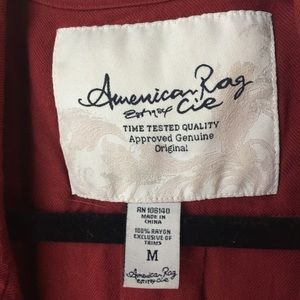 American Rag
Cie
TIME TESTED QUALITY
Approved Genuine
Original
RN 106140
MADE IN
CHINA
100% RAYON
EXCLUSIVE OF
TRIMS
M
American Rag
Cie